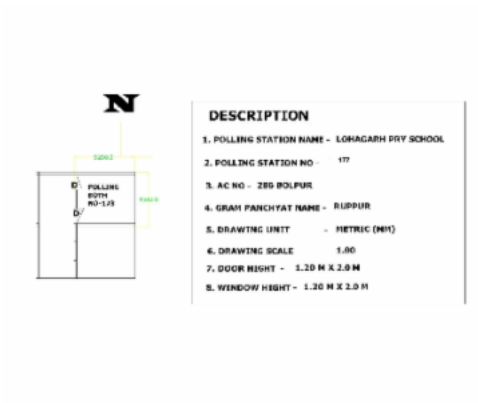 N
DESCRIPTION
1. POLLING STATION NAME - LOHAGARH PRY SCHOOL
2. POLLING STATION NO - 177
3. AC NO - 286 BOLPUR
4. GRAM PANCHYAT NAME - RUPPUR
5. DRAWING UNIT - METRIC (MM)
6. DRAWING SCALE 1.00
7. DOOR HIGHT - 1.20 M X 2.0 M
8. WINDOW HIGHT - 1.20 M X 2.0 M
D
POLLING
BOTH
D